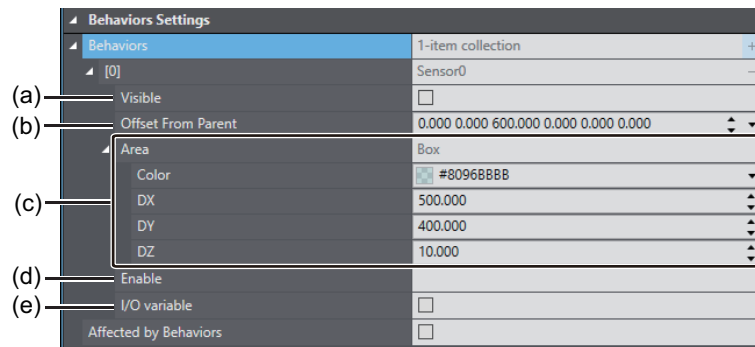 Behaviors Settings
Behaviors 1-item collection +
[0] Sensor0 −
(a) Visible
(b) Offset From Parent 0.000 0.000 600.000 0.000 0.000 0.000
(c) Area Box
Color #8096BBBB
DX 500.000
DY 400.000
DZ 10.000
(d) Enable
(e) I/O variable
Affected by Behaviors